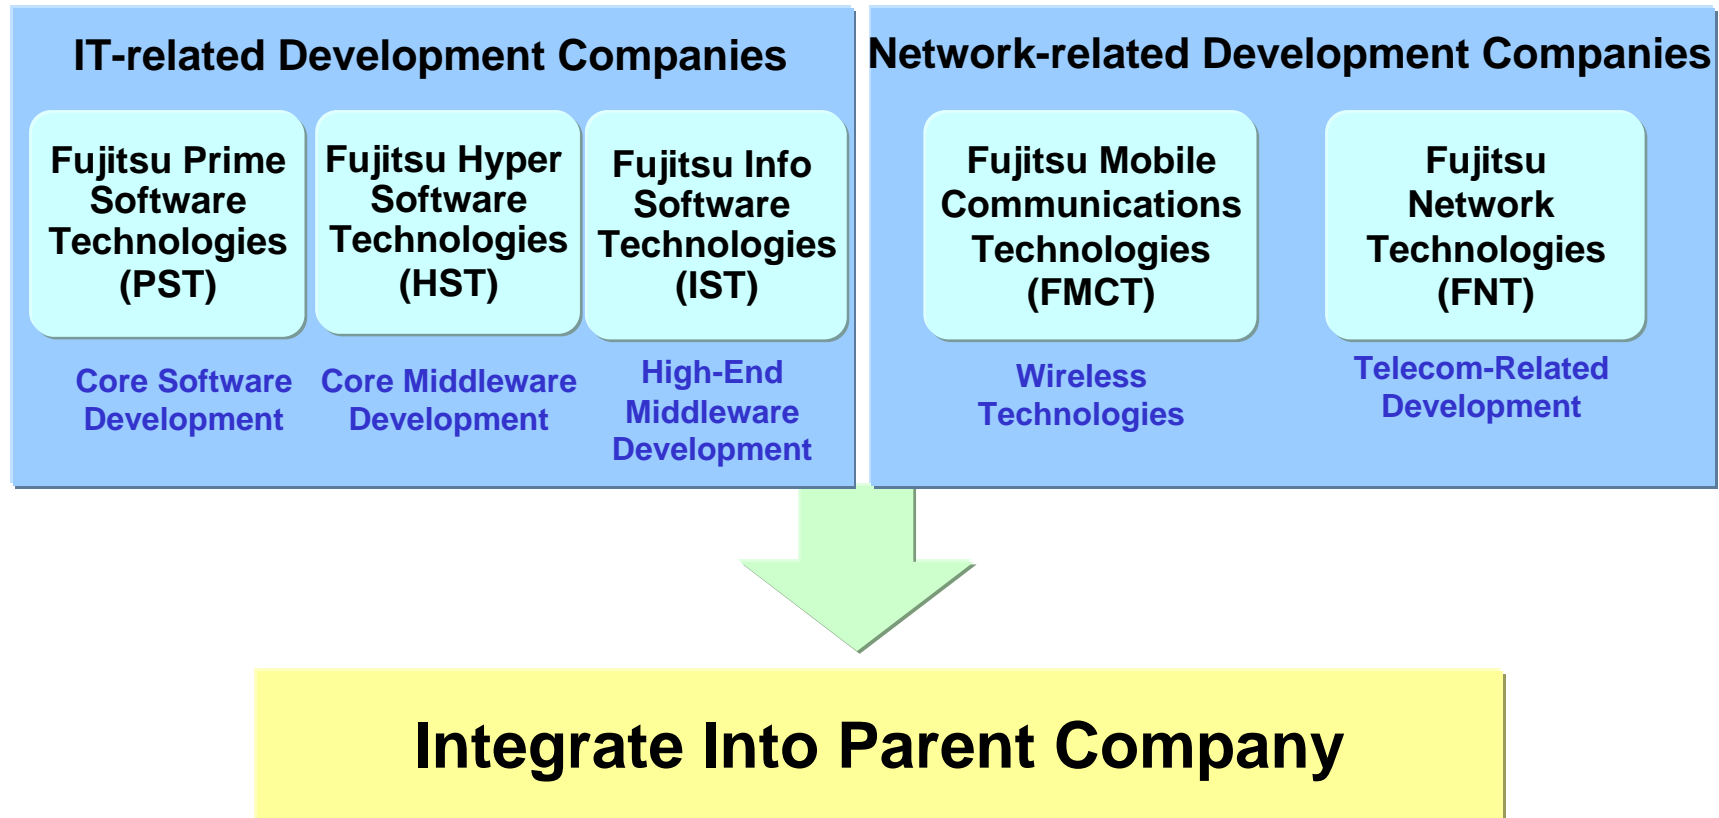 IT-related Development Companies
Fujitsu Prime
Software
Technologies
(PST)
Fujitsu Hyper
Software
Technologies
(HST)
Fujitsu Info
Software
Technologies
(IST)
Core Software
Development
Core Middleware
Development
High-End
Middleware
Development
Network-related Development Companies
Fujitsu Mobile
Communications
Technologies
(FMCT)
Fujitsu
Network
Technologies
(FNT)
Wireless
Technologies
Telecom-Related
Development
Integrate Into Parent Company